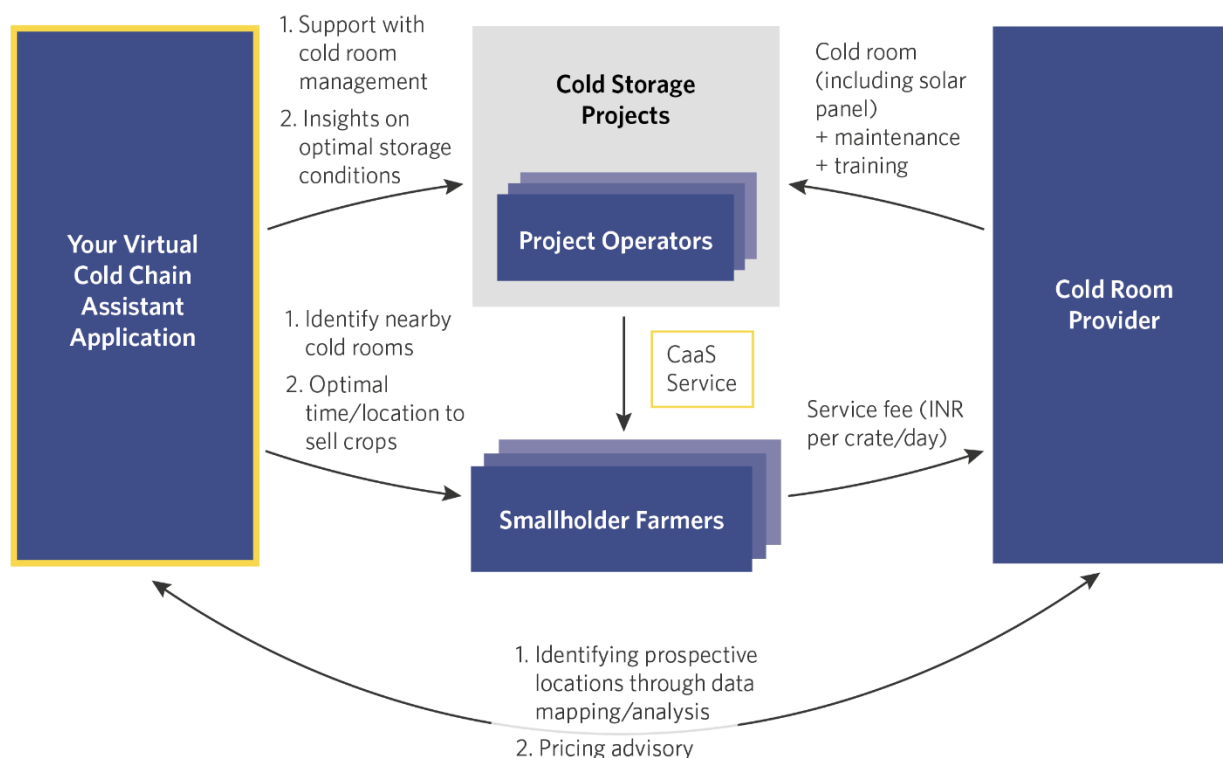 1. Support with
cold room
management
2. Insights on
optimal storage
conditions
Cold Storage
Projects
Project Operators
Cold room
(including solar
panel)
+ maintenance
+ training
Your Virtual
Cold Chain
Assistant
Application
Cold Room
Provider
1. Identify nearby
cold rooms
2. Optimal
time/location to
sell crops
CaaS
Service
Service fee (INR
per crate/day)
Smallholder Farmers
1. Identifying prospective
locations through data
mapping/analysis
2. Pricing advisory